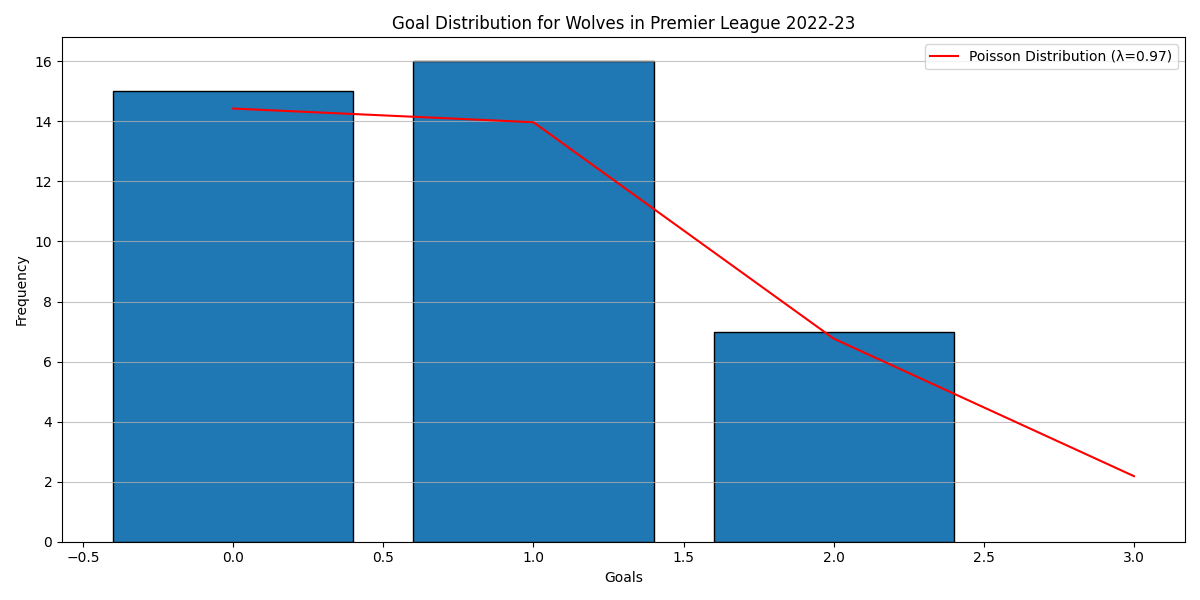 Goal Distribution for Wolves in Premier League 2022-23
Poisson Distribution (λ=0.97)
16
14
12
10
8
6
4
2
0
Frequency
−0.5 0.0 0.5 1.0 1.5 2.0 2.5 3.0
Goals